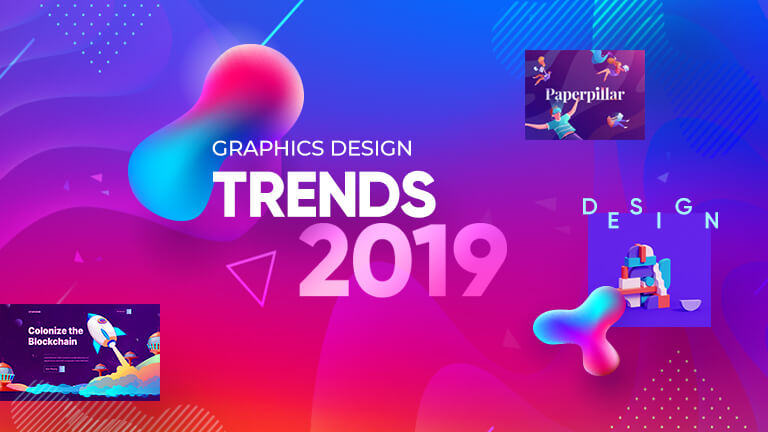 GRAPHICS DESIGN
TRENDS
2019
Paperpillar
DESIGN
Colonize the
Blockchain